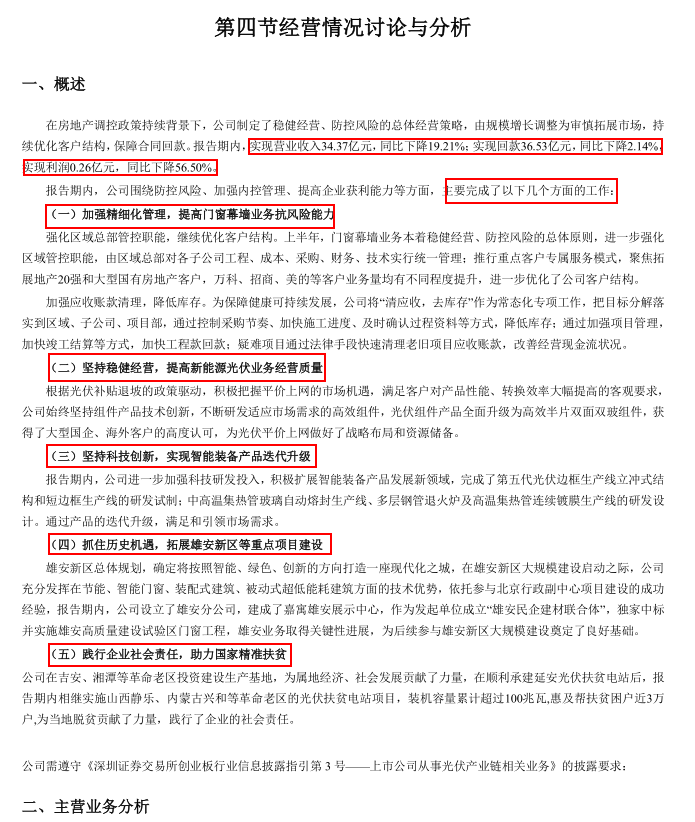 第四节经营情况讨论与分析
一、概述
在房地产调控政策持续背景下，公司制定了稳健经营、防控风险的总体经营策略，由规模增长调整为审慎拓展市场，持
续优化客户结构，保障合同回款。报告期内，实现营业收入34.37亿元，同比下降19.21%；实现回款36.53亿元，同比下降2.14%，
实现利润0.26亿元，同比下降56.50%。
报告期内，公司围绕防控风险、加强内控管理、提高企业获利能力等方面，主要完成了以下几个方面的工作：
（一）加强精细化管理，提高门窗幕墙业务抗风险能力
强化区域总部管控职能，继续优化客户结构。上半年，门窗幕墙业务本着稳健经营、防控风险的总体原则，进一步强化
区域管控职能，由区域总部对各子公司工程、成本、采购、财务、技术实行统一管理；推行重点客户专属服务模式，聚焦拓
展地产20强和大型国有房地产客户，万科、招商、美的等客户业务量均有不同程度提升，进一步优化了公司客户结构。
加强应收账款清理，降低库存。为保障健康可持续发展，公司将“清应收，去库存”作为常态化专项工作，把目标分解落
实到区域、子公司、项目部，通过控制采购节奏、加快施工进度、及时确认过程资料等方式，降低库存；通过加强项目管理，
加快竣工结算等方式，加快工程款回款；疑难项目通过法律手段快速清理老旧项目应收账款，改善经营现金流状况。
（二）坚持稳健经营，提高新能源光伏业务经营质量
根据光伏补贴退坡的政策驱动，积极把握平价上网的市场机遇，满足客户对产品性能、转换效率大幅提高的客观要求，
公司始终坚持组件产品技术创新，不断研发适应市场需求的高效组件，光伏组件产品全面升级为高效半片双面双玻组件，获
得了大型国企、海外客户的高度认可，为光伏平价上网做好了战略布局和资源储备。
（三）坚持科技创新，实现智能装备产品迭代升级
报告期内，公司进一步加强科技研发投入，积极扩展智能装备产品发展新领域，完成了第五代光伏边框生产线立冲式结
构和短边框生产线的研发试制；中高温集热管玻璃自动熔封生产线、多层钢管退火炉及高温集热管连续镀膜生产线的研发设
计。通过产品的迭代升级，满足和引领市场需求。
（四）抓住历史机遇，拓展雄安新区等重点项目建设
雄安新区总体规划，确定将按照智能、绿色、创新的方向打造一座现代化之城，在雄安新区大规模建设启动之际，公司
充分发挥在节能、智能门窗、装配式建筑、被动式超低能耗建筑方面的技术优势，依托参与北京行政副中心项目建设的成功
经验，报告期内，公司设立了雄安分公司，建成了嘉寓雄安展示中心，作为发起单位成立“雄安民企建材联合体”，独家中标
并实施雄安高质量建设试验区门窗工程，雄安业务取得关键性进展，为后续参与雄安新区大规模建设奠定了良好基础。
（五）践行企业社会责任，助力国家精准扶贫
公司在吉安、湘潭等革命老区投资建设生产基地，为属地经济、社会发展贡献了力量，在顺利承建延安光伏扶贫电站后，报
告期内相继实施山西静乐、内蒙古兴和等革命老区的光伏扶贫电站项目，装机容量累计超过100兆瓦,惠及帮扶贫困户近3万
户,为当地脱贫贡献了力量，践行了企业的社会责任。
公司需遵守《深圳证券交易所创业板行业信息披露指引第 3 号——上市公司从事光伏产业链相关业务》的披露要求：
二、主营业务分析